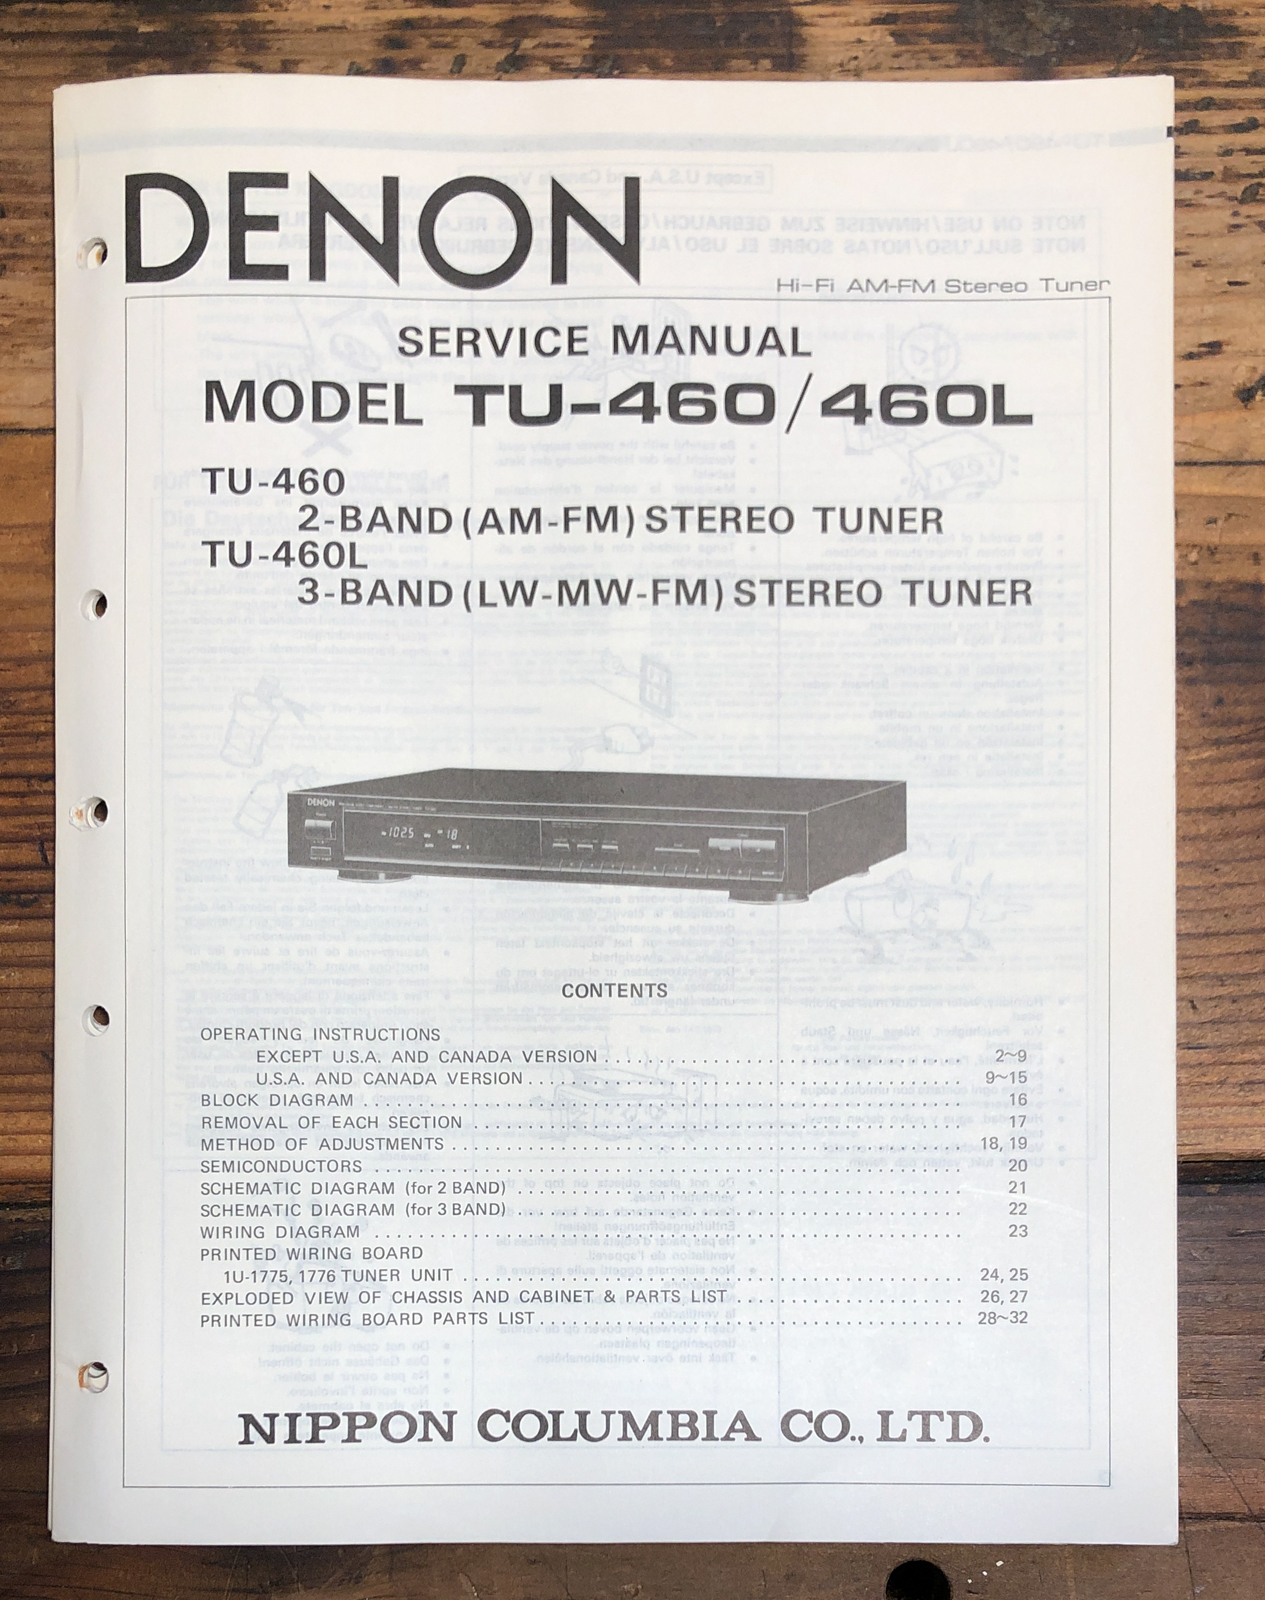 DENON
Hi-Fi AM-FM Stereo Tuner
SERVICE MANUAL
MODEL TU-460/460L
TU-460
2-BAND (AM-FM) STEREO TUNER
TU-460L
3-BAND (LW-MW-FM) STEREO TUNER
DENON
1025 18
CONTENTS
OPERATING INSTRUCTIONS
EXCEPT U.S.A. AND CANADA VERSION 2~9
U.S.A. AND CANADA VERSION 9~15
BLOCK DIAGRAM 16
REMOVAL OF EACH SECTION 17
METHOD OF ADJUSTMENTS 18, 19
SEMICONDUCTORS 20
SCHEMATIC DIAGRAM (for 2 BAND) 21
SCHEMATIC DIAGRAM (for 3 BAND) 22
WIRING DIAGRAM 23
PRINTED WIRING BOARD
1U-1775, 1776 TUNER UNIT 24, 25
EXPLODED VIEW OF CHASSIS AND CABINET & PARTS LIST 26, 27
PRINTED WIRING BOARD PARTS LIST 28~32
NIPPON COLUMBIA CO., LTD.